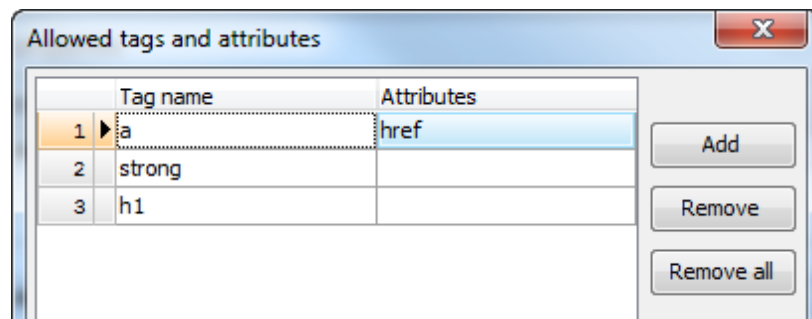 Allowed tags and attributes
X
Tag name Attributes
1 a href
Add
2 strong
3 h1
Remove
Remove all